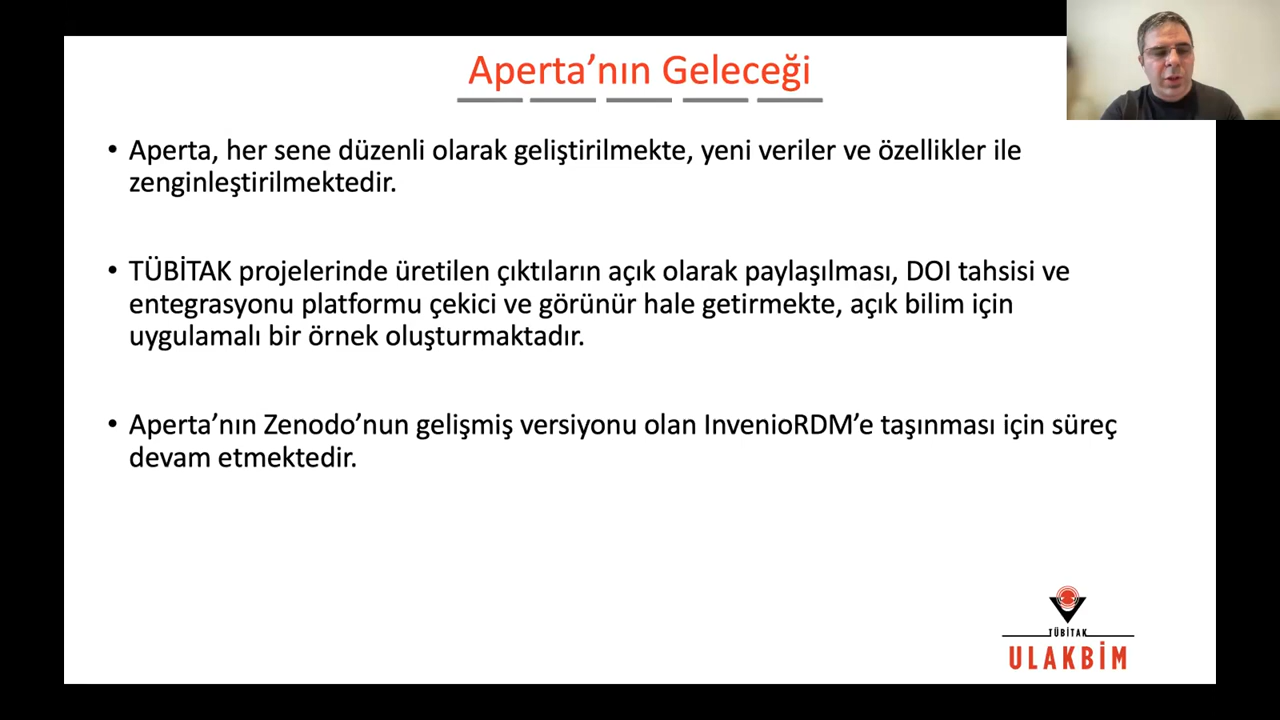 Aperta’nın Geleceği
• Aperta, her sene düzenli olarak geliştirilmekte, yeni veriler ve özellikler ile
zenginleştirilmektedir.
• TÜBİTAK projelerinde üretilen çıktıların açık olarak paylaşılması, DOI tahsisi ve
entegrasyonu platformu çekici ve görünür hale getirmekte, açık bilim için
uygulamalı bir örnek oluşturmaktadır.
• Aperta’nın Zenodo’nun gelişmiş versiyonu olan InvenioRDM’e taşınması için süreç
devam etmektedir.
TÜBİTAK
ULAKBİM